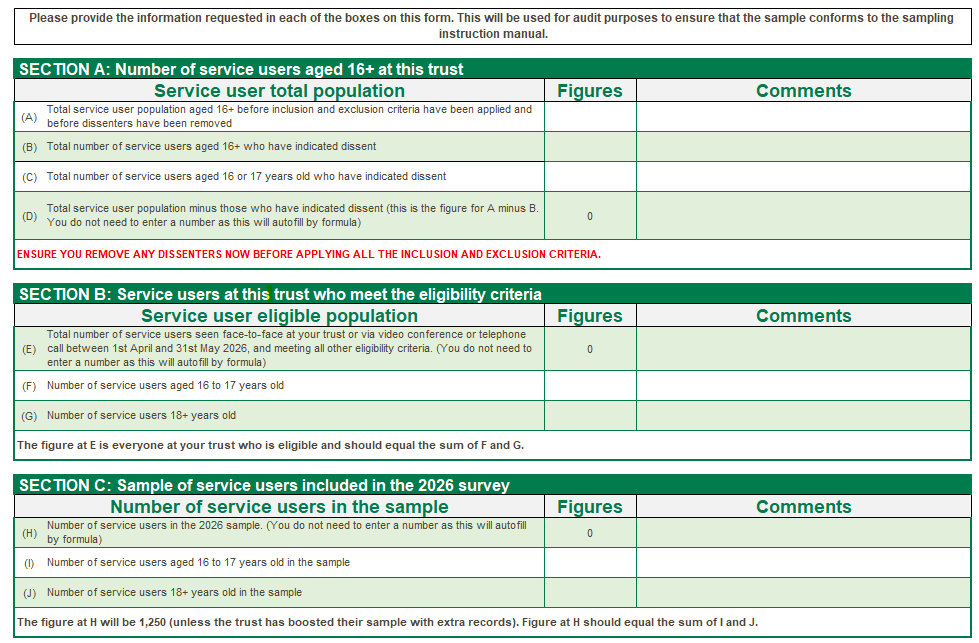 Please provide the information requested in each of the boxes on this form. This will be used for audit purposes to ensure that the sample conforms to the sampling
instruction manual.
SECTION A: Number of service users aged 16+ at this trust
Service user total population Figures Comments
(A) Total service user population aged 16+ before inclusion and exclusion criteria have been applied and
before dissenters have been removed
(B) Total number of service users aged 16+ who have indicated dissent
(C) Total number of service users aged 16 or 17 years old who have indicated dissent
(D) Total service user population minus those who have indicated dissent (this is the figure for A minus B.
You do not need to enter a number as this will autofill by formula) 0
ENSURE YOU REMOVE ANY DISSENTERS NOW BEFORE APPLYING ALL THE INCLUSION AND EXCLUSION CRITERIA.
SECTION B: Service users at this trust who meet the eligibility criteria
Service user eligible population Figures Comments
Total number of service users seen face-to-face at your trust or via video conference or telephone
(E) call between 1st April and 31st May 2026, and meeting all other eligibility criteria. (You do not need to 0
enter a number as this will autofill by formula)
(F) Number of service users aged 16 to 17 years old
(G) Number of service users 18+ years old
The figure at E is everyone at your trust who is eligible and should equal the sum of F and G.
SECTION C: Sample of service users included in the 2026 survey
Number of service users in the sample Figures Comments
(H) Number of service users in the 2026 sample. (You do not need to enter a number as this will autofill
by formula) 0
(I) Number of service users aged 16 to 17 years old in the sample
(J) Number of service users 18+ years old in the sample
The figure at H will be 1,250 (unless the trust has boosted their sample with extra records). Figure at H should equal the sum of I and J.